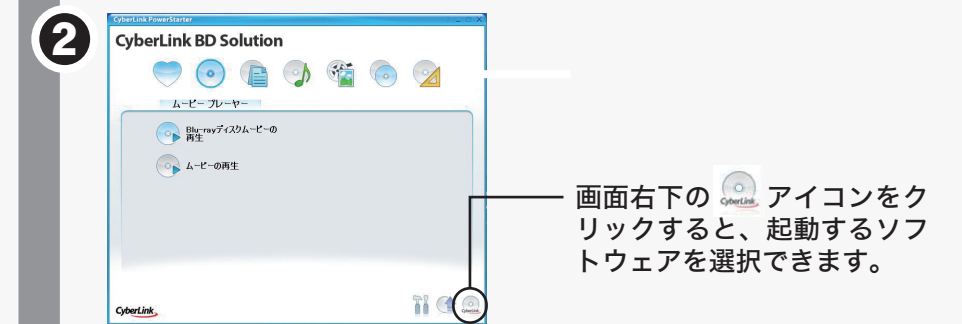 2
CyberLink PowerStarter
CyberLink BD Solution
ムービー プレーヤー
Blu-rayディスクムービーの
再生
ムービーの再生
画面右下の CyberLink アイコンをク
リックすると、起動するソフ
トウェアを選択できます。
CyberLink
CyberLink